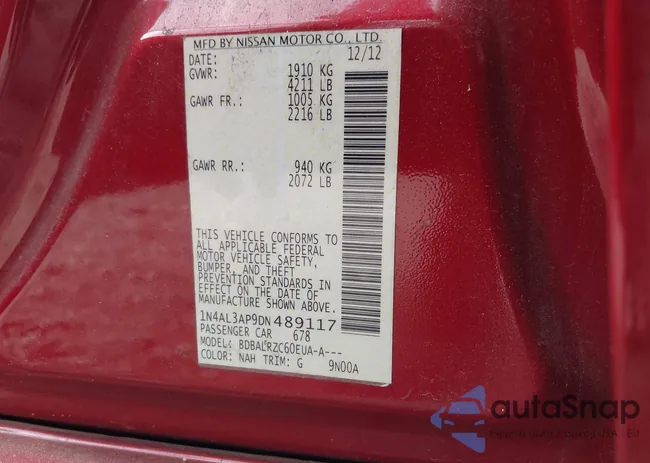 MFD BY NISSAN MOTOR CO., LTD.
DATE: 12/12
GVWR: 1910 KG
4211 LB
GAWR FR.: 1005 KG
2216 LB
GAWR RR.: 940 KG
2072 LB
THIS VEHICLE CONFORMS TO
ALL APPLICABLE FEDERAL
MOTOR VEHICLE SAFETY,
BUMPER, AND THEFT
PREVENTION STANDARDS IN
EFFECT ON THE DATE OF
MANUFACTURE SHOWN ABOVE.
1N4AL3AP9DN489117
PASSENGER CAR 678
MODEL: BDBALRZC60EUA-A---
COLOR: NAH TRIM: G 9N00A
autaSnap